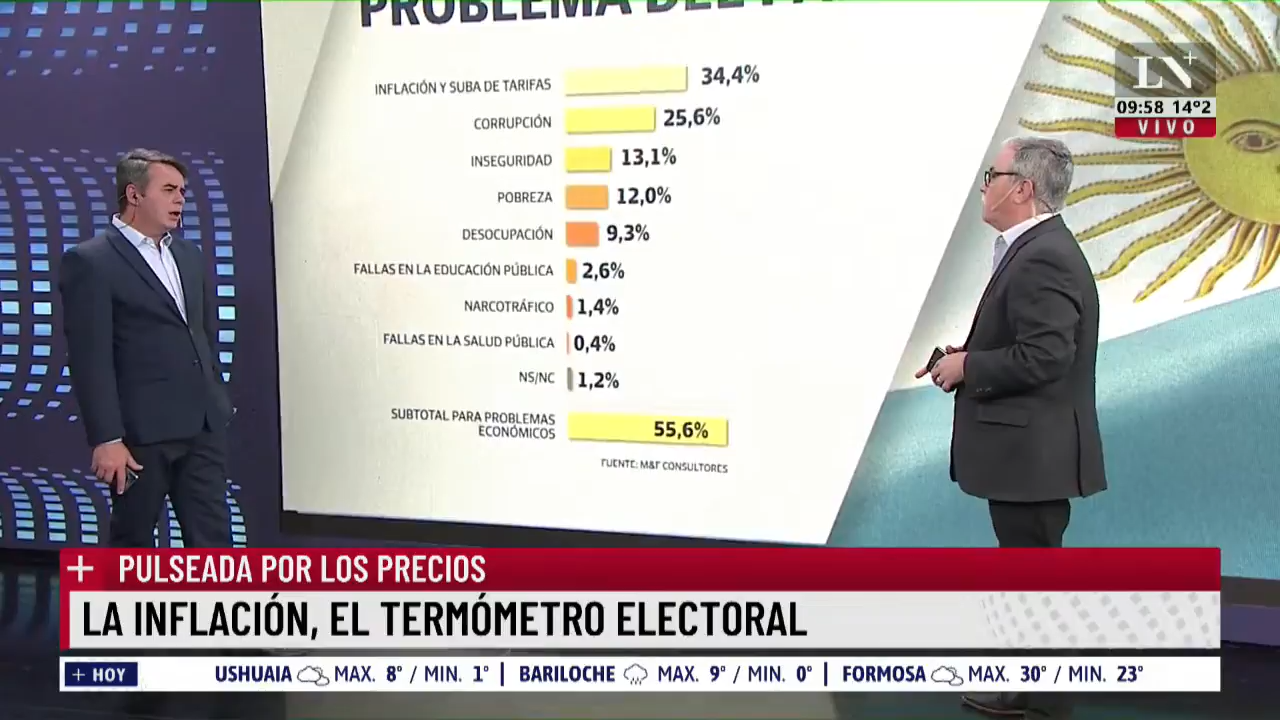 PROBLEMA DEL
INFLACIÓN Y SUBA DE TARIFAS 34,4%
CORRUPCIÓN 25,6%
INSEGURIDAD 13,1%
POBREZA 12,0%
DESOCUPACIÓN 9,3%
FALLAS EN LA EDUCACIÓN PÚBLICA 2,6%
NARCOTRÁFICO 1,4%
FALLAS EN LA SALUD PÚBLICA 0,4%
NS/NC 1,2%
SUBTOTAL PARA PROBLEMAS
ECONÓMICOS 55,6%
FUENTE: M&F CONSULTORES
LN+
09:58 14º2
VIVO
+ PULSEADA POR LOS PRECIOS
LA INFLACIÓN, EL TERMÓMETRO ELECTORAL
+ HOY USHUAIA MAX. 8° / MIN. 1° | BARILOCHE MAX. 9° / MIN. 0° | FORMOSA MAX. 30° / MIN. 23°